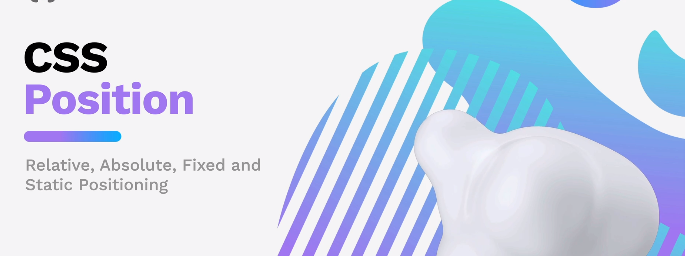 CSS
Position
Relative, Absolute, Fixed and
Static Positioning